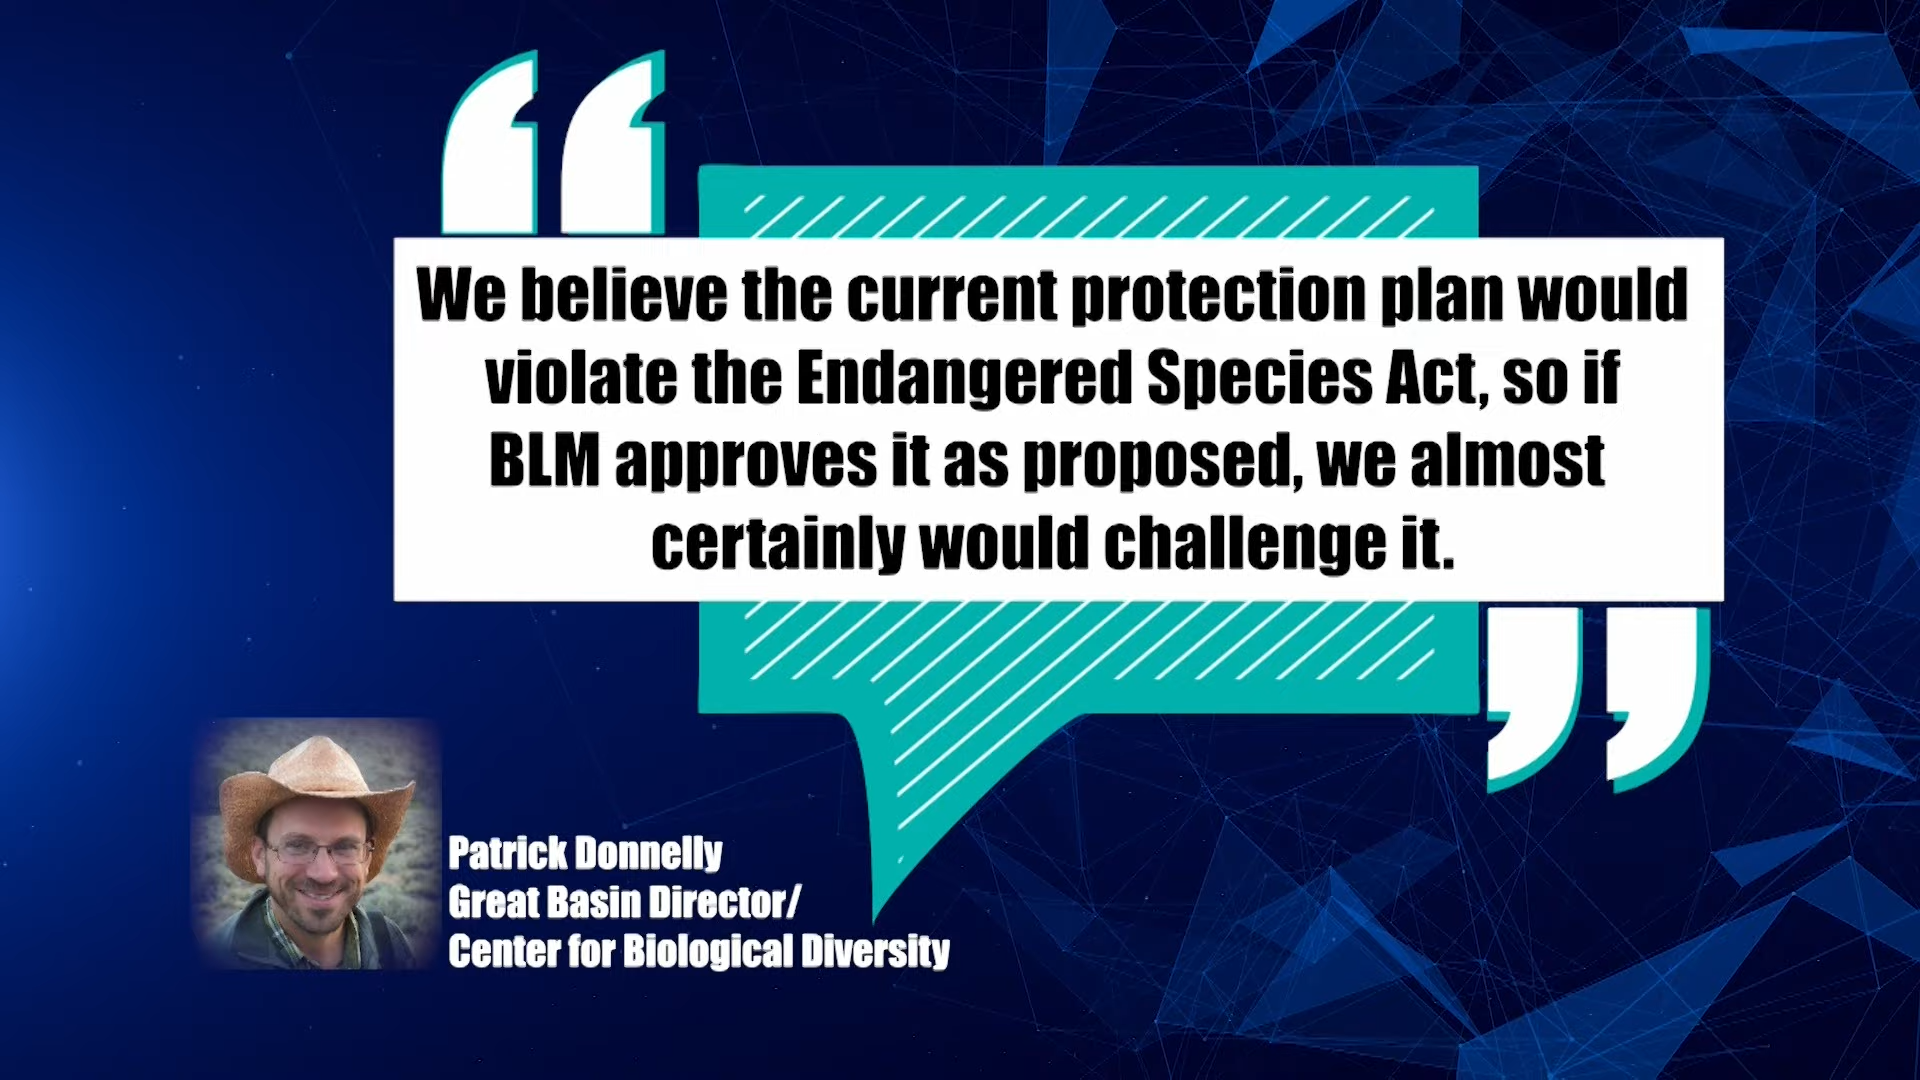 We believe the current protection plan would
violate the Endangered Species Act, so if
BLM approves it as proposed, we almost
certainly would challenge it.
Patrick Donnelly
Great Basin Director/
Center for Biological Diversity